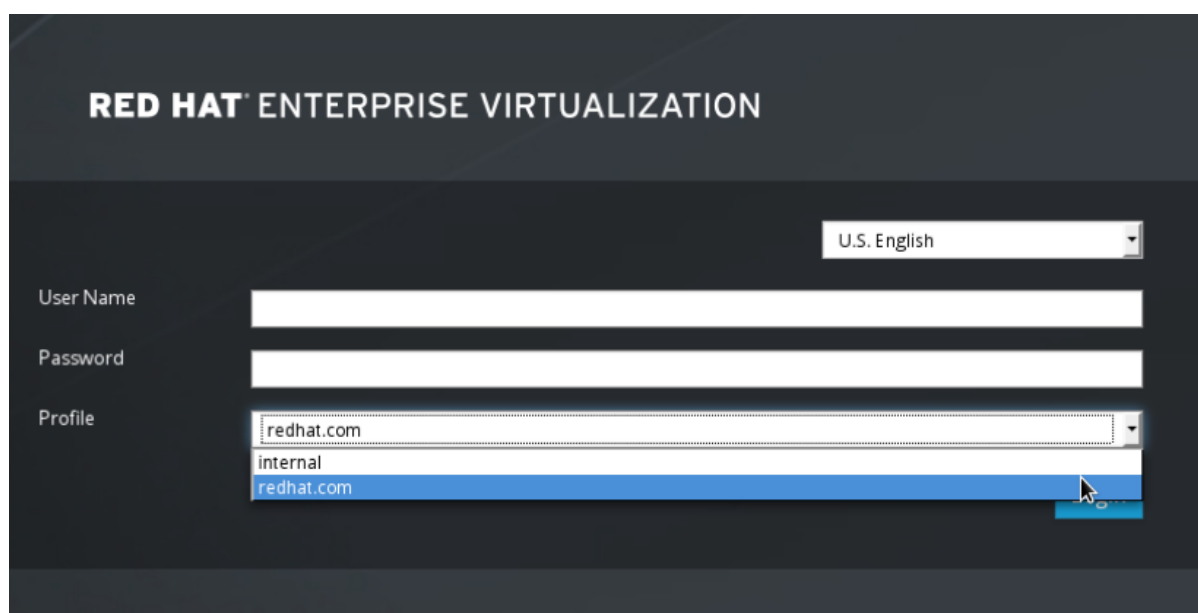 RED HAT ENTERPRISE VIRTUALIZATION
U.S. English
User Name
Password
Profile
redhat.com
internal
redhat.com